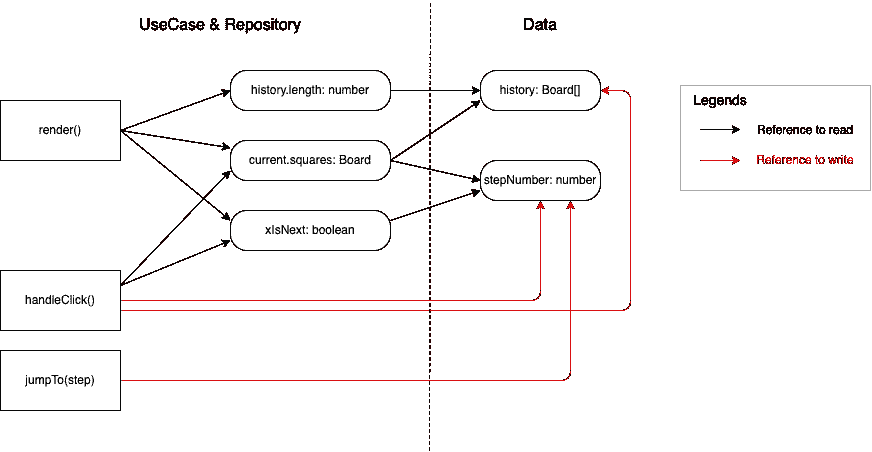 UseCase & Repository
Data
history.length: number
history: Board[]
Legends
render()
Reference to read
current.squares: Board
Reference to write
stepNumber: number
xIsNext: boolean
handleClick()
jumpTo(step)